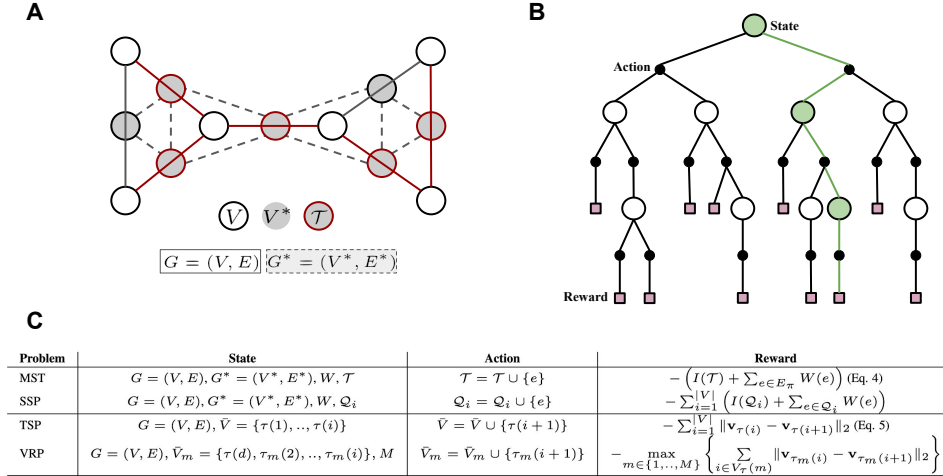 A
B
State
Action
V V* 𝒯
G = (V, E) G* = (V*, E*)
Reward
C
Problem State Action Reward
MST G = (V, E), G* = (V*, E*), W, 𝒯 𝒯 = 𝒯 ∪ {e} − (I(𝒯) + ∑_{e∈E_π} W(e)) (Eq. 4)
SSP G = (V, E), G* = (V*, E*), W, 𝒬_i 𝒬_i = 𝒬_i ∪ {e} − ∑_{i=1}^{|V|} (I(𝒬_i) + ∑_{e∈𝒬_i} W(e))
TSP G = (V, E), V̄ = {τ(1), .., τ(i)} V̄ = V̄ ∪ {τ(i + 1)} − ∑_{i=1}^{|V|} ‖v_{τ(i)} − v_{τ(i+1)}‖_2 (Eq. 5)
VRP G = (V, E), V̄_m = {τ(d), τ_m(2), .., τ_m(i)}, M V̄_m = V̄_m ∪ {τ_m(i + 1)} − max_{m∈{1,..,M}} {∑_{i∈V_τ(m)} ‖v_{τ_m(i)} − v_{τ_m(i+1)}‖_2}